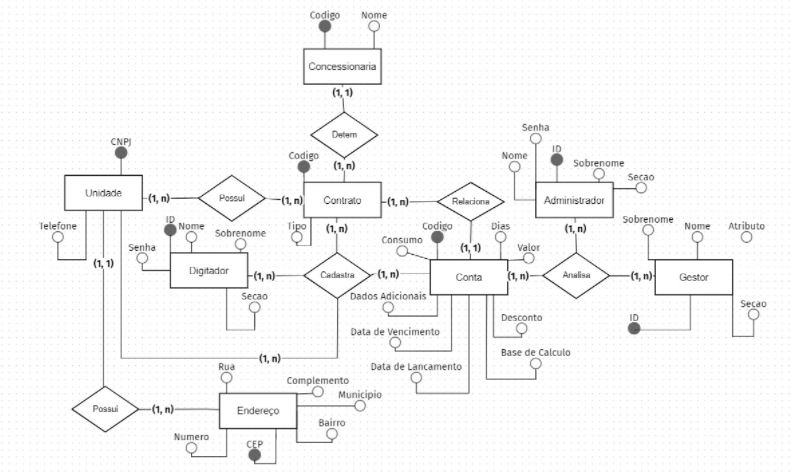 Codigo
Nome
Concessionaria
(1, 1)
Detem
(1, n)
Codigo
CNPJ
Unidade
(1, n)
Possui
(1, n)
Contrato
(1, n)
Relaciona
Senha
ID
Nome
Sobrenome
Secao
Administrador
Telefone
(1, 1)
ID
Nome
Sobrenome
Senha
Digitador
(1, n)
Secao
Tipo
(1, n)
Cadastra
(1, n)
(1, n)
Consumo
Codigo
(1, 1)
Dias
Valor
Conta
(1, n)
(1, n)
Analisa
(1, n)
Sobrenome
Nome
Atributo
Gestor
ID
Secao
Dados Adicionais
Data de Vencimento
Data de Lancamento
Desconto
Base de Calculo
Possui
(1, n)
Rua
Complemento
Municipio
Endereço
Bairro
Numero
CEP